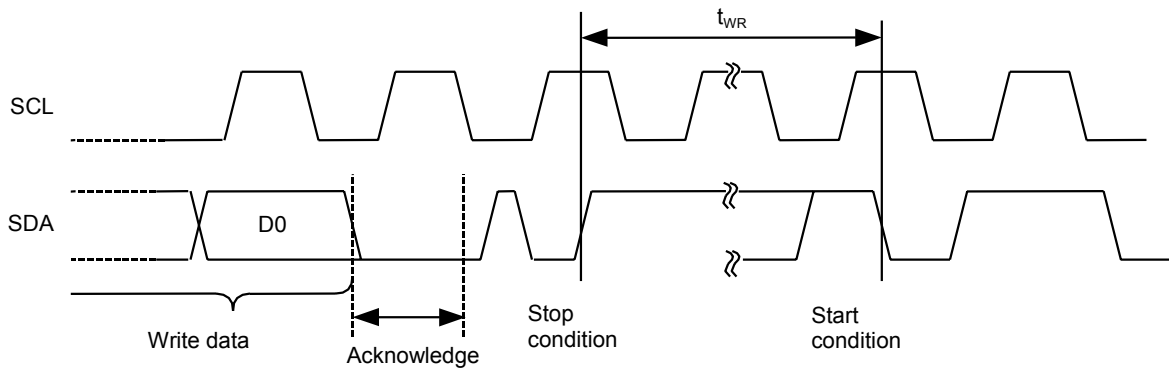 tWR
SCL
SDA
D0
Write data
Acknowledge
Stop
condition
Start
condition